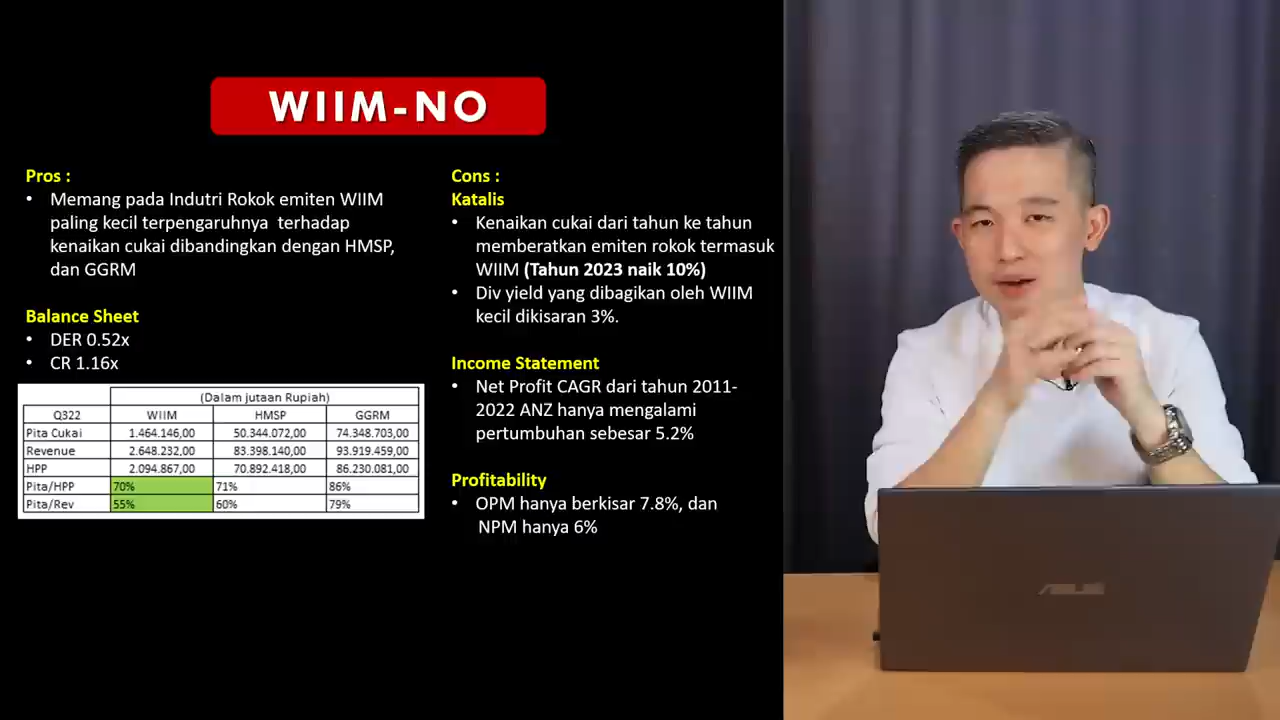 WIIM-NO
Pros :
• Memang pada Indutri Rokok emiten WIIM
paling kecil terpengaruhnya terhadap
kenaikan cukai dibandingkan dengan HMSP,
dan GGRM
Balance Sheet
• DER 0.52x
• CR 1.16x
(Dalam jutaan Rupiah)
Q322 WIIM HMSP GGRM
Pita Cukai 1.464.146,00 50.344.072,00 74.348.703,00
Revenue 2.648.232,00 83.398.140,00 93.919.459,00
HPP 2.094.867,00 70.892.418,00 86.230.081,00
Pita/HPP 70% 71% 86%
Pita/Rev 55% 60% 79%
Cons :
Katalis
• Kenaikan cukai dari tahun ke tahun
memberatkan emiten rokok termasuk
WIIM (Tahun 2023 naik 10%)
• Div yield yang dibagikan oleh WIIM
kecil dikisaran 3%.
Income Statement
• Net Profit CAGR dari tahun 2011-
2022 ANZ hanya mengalami
pertumbuhan sebesar 5.2%
Profitability
• OPM hanya berkisar 7.8%, dan
NPM hanya 6%
ASUS